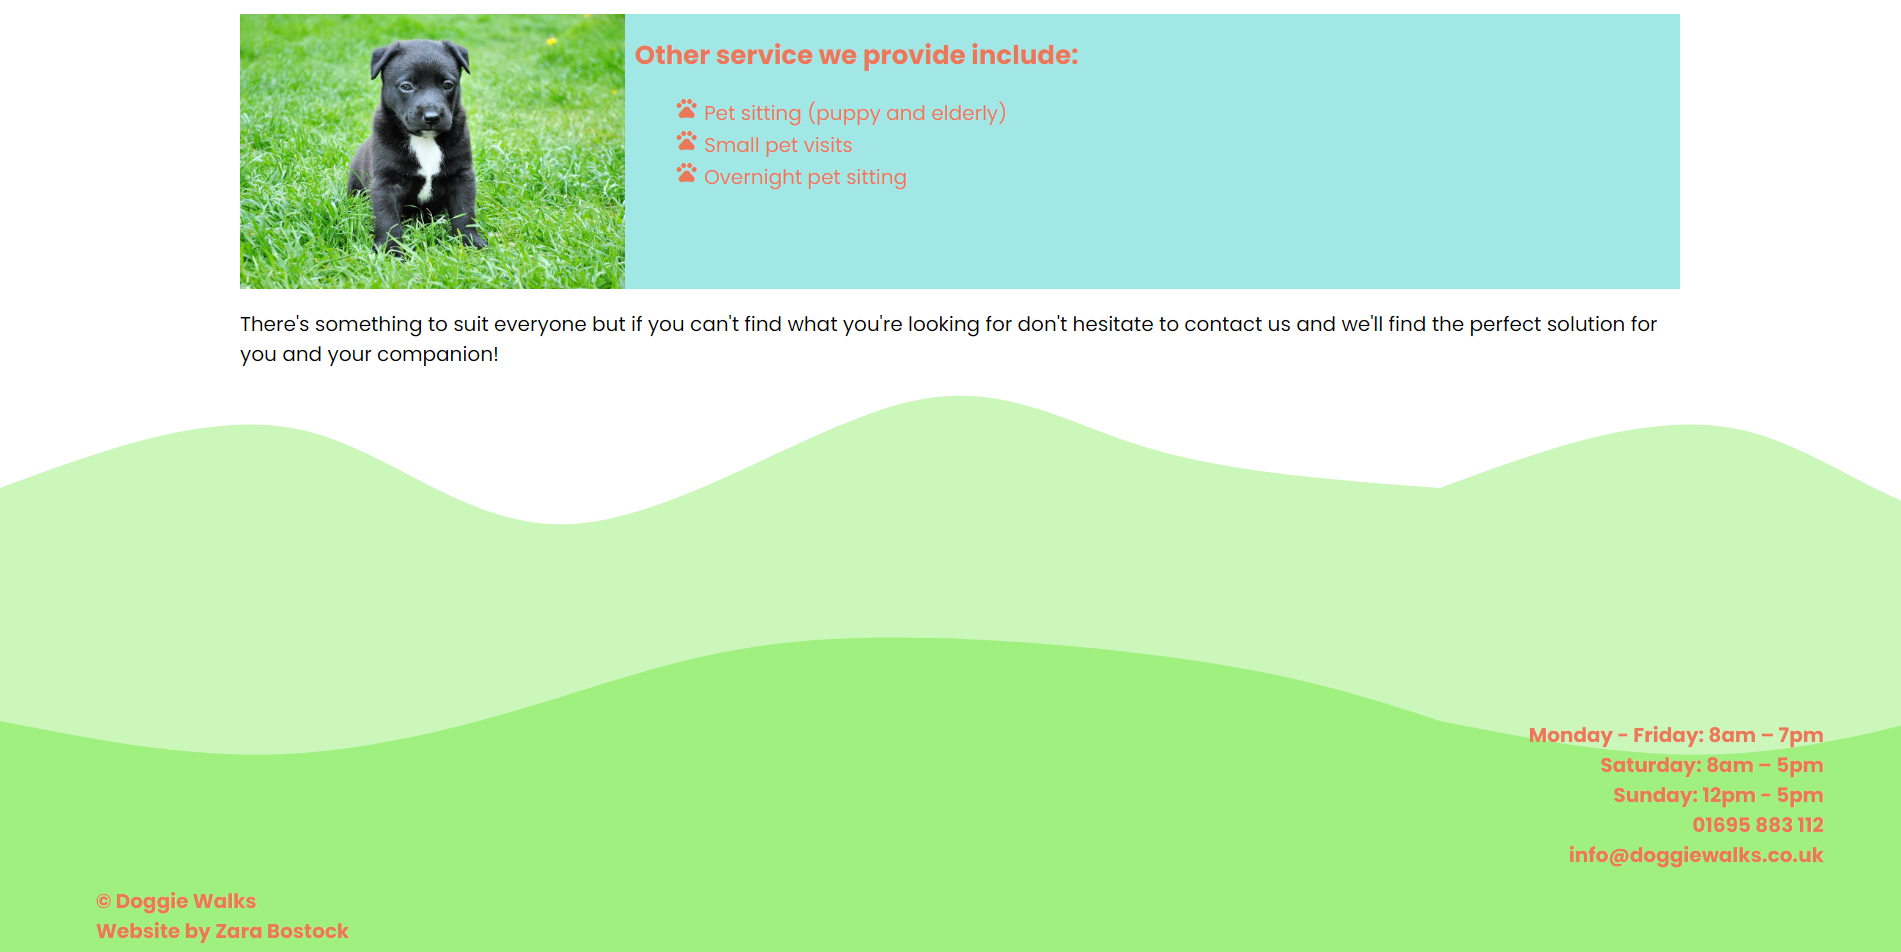 Other service we provide include:
Pet sitting (puppy and elderly)
Small pet visits
Overnight pet sitting
There's something to suit everyone but if you can't find what you're looking for don't hesitate to contact us and we'll find the perfect solution for
you and your companion!
Monday - Friday: 8am – 7pm
Saturday: 8am – 5pm
Sunday: 12pm - 5pm
01695 883 112
info@doggiewalks.co.uk
© Doggie Walks
Website by Zara Bostock